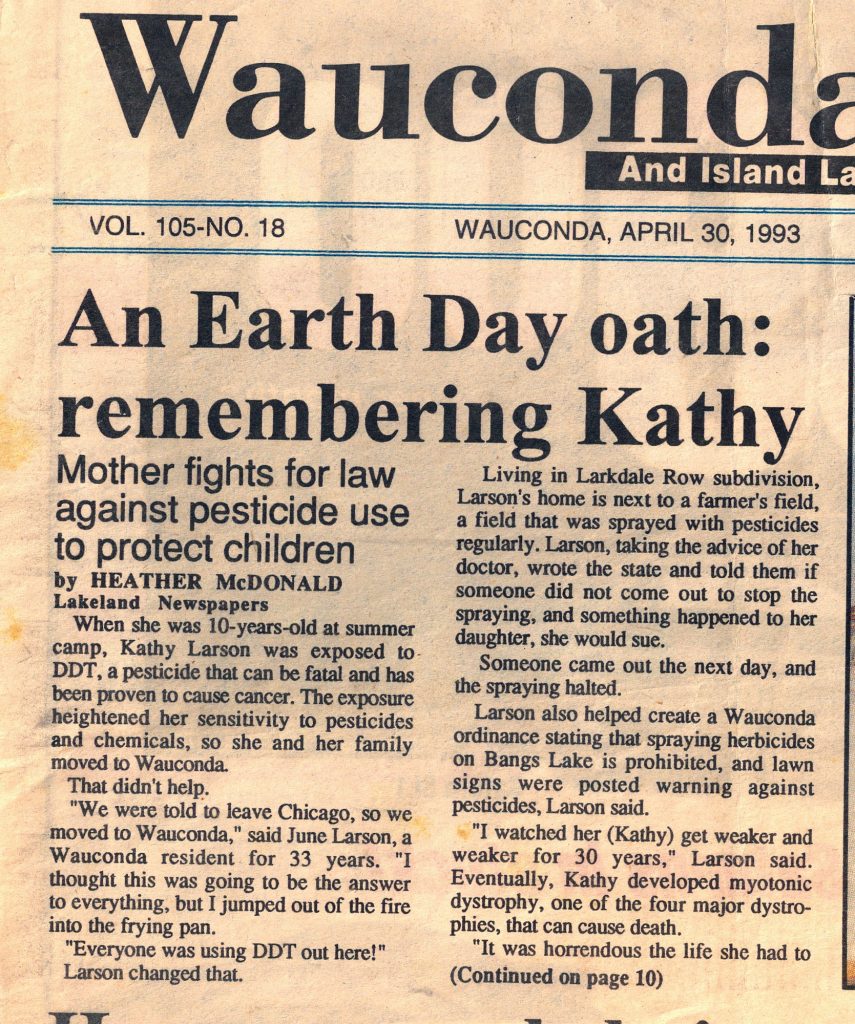 Wauconda
And Island La
VOL. 105-NO. 18
WAUCONDA, APRIL 30, 1993
An Earth Day oath:
remembering Kathy
Mother fights for law
against pesticide use
to protect children
by HEATHER McDONALD
Lakeland Newspapers
When she was 10-years-old at summer
camp, Kathy Larson was exposed to
DDT, a pesticide that can be fatal and has
been proven to cause cancer. The exposure
heightened her sensitivity to pesticides
and chemicals, so she and her family
moved to Wauconda.
That didn't help.
"We were told to leave Chicago, so we
moved to Wauconda," said June Larson, a
Wauconda resident for 33 years. "I
thought this was going to be the answer
to everything, but I jumped out of the fire
into the frying pan.
"Everyone was using DDT out here!"
Larson changed that.
Living in Larkdale Row subdivision,
Larson's home is next to a farmer's field,
a field that was sprayed with pesticides
regularly. Larson, taking the advice of her
doctor, wrote the state and told them if
someone did not come out to stop the
spraying, and something happened to her
daughter, she would sue.
Someone came out the next day, and
the spraying halted.
Larson also helped create a Wauconda
ordinance stating that spraying herbicides
on Bangs Lake is prohibited, and lawn
signs were posted warning against
pesticides, Larson said.
"I watched her (Kathy) get weaker and
weaker for 30 years," Larson said.
Eventually, Kathy developed myotonic
dystrophy, one of the four major dystro-
phies, that can cause death.
"It was horrendous the life she had to
(Continued on page 10)